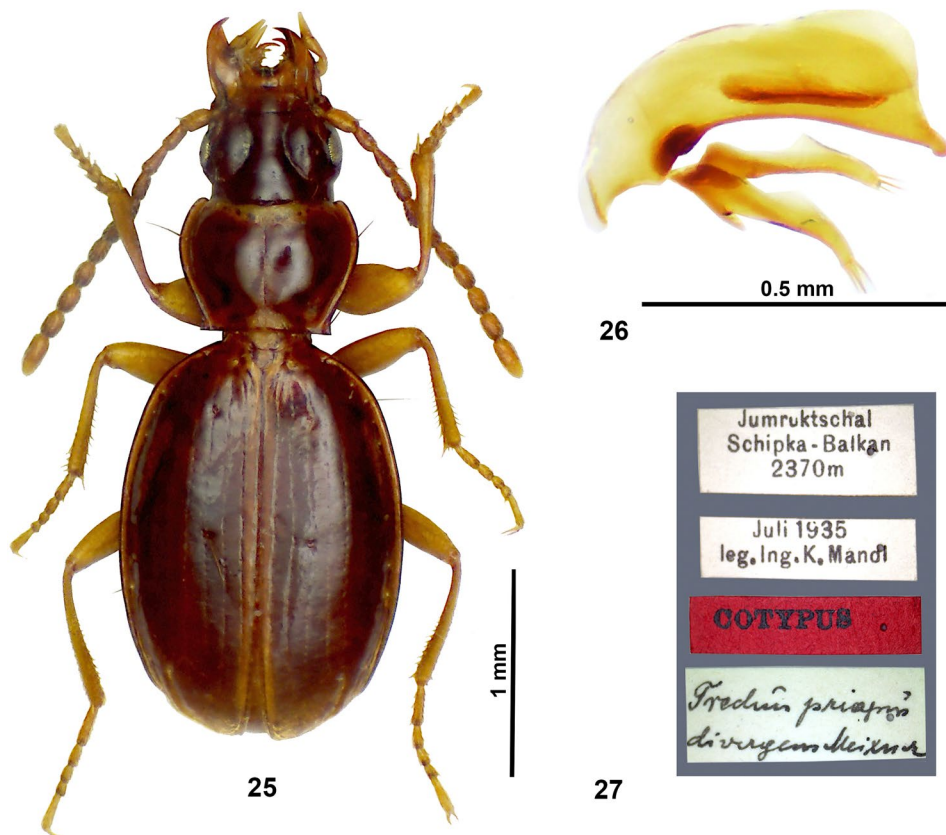 25
1 mm
0.5 mm
26
Jumruktschal
Schipka-Balkan
2370m
Juli 1935
leg.Ing.K.Mandl
COTYPUS
Trechus priapus
divergens Meixner
27